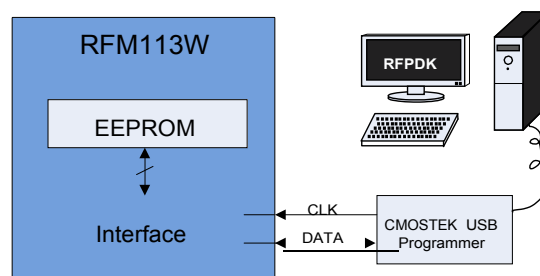 RFM113W
RFPDK
EEPROM
CLK
CMOSTEK USB
Programmer
Interface
DATA